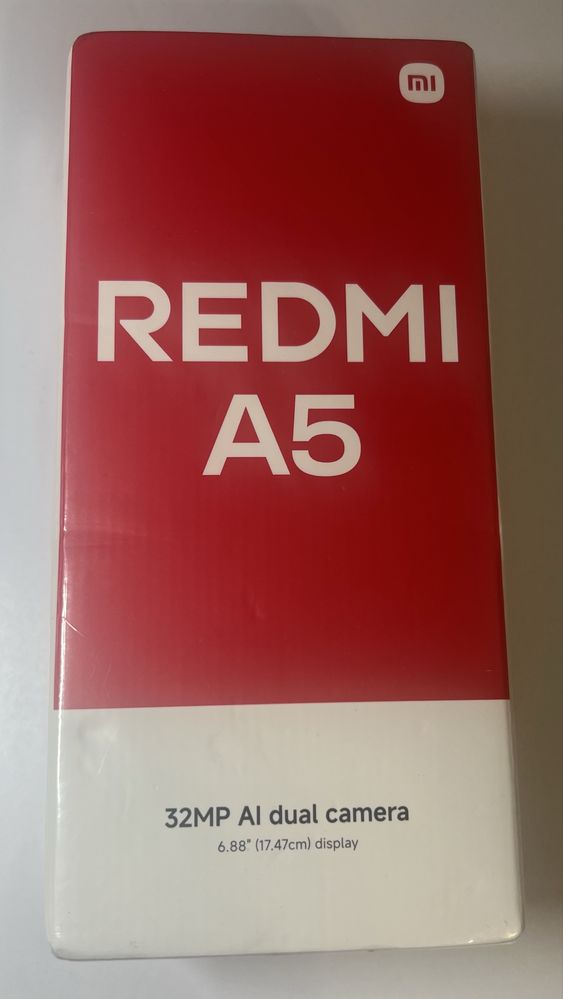 mi
REDMI
A5
32MP AI dual camera
6.88" (17.47cm) display